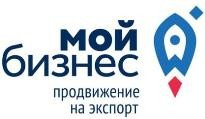 мой
бизнес
продвижение
на экспорт